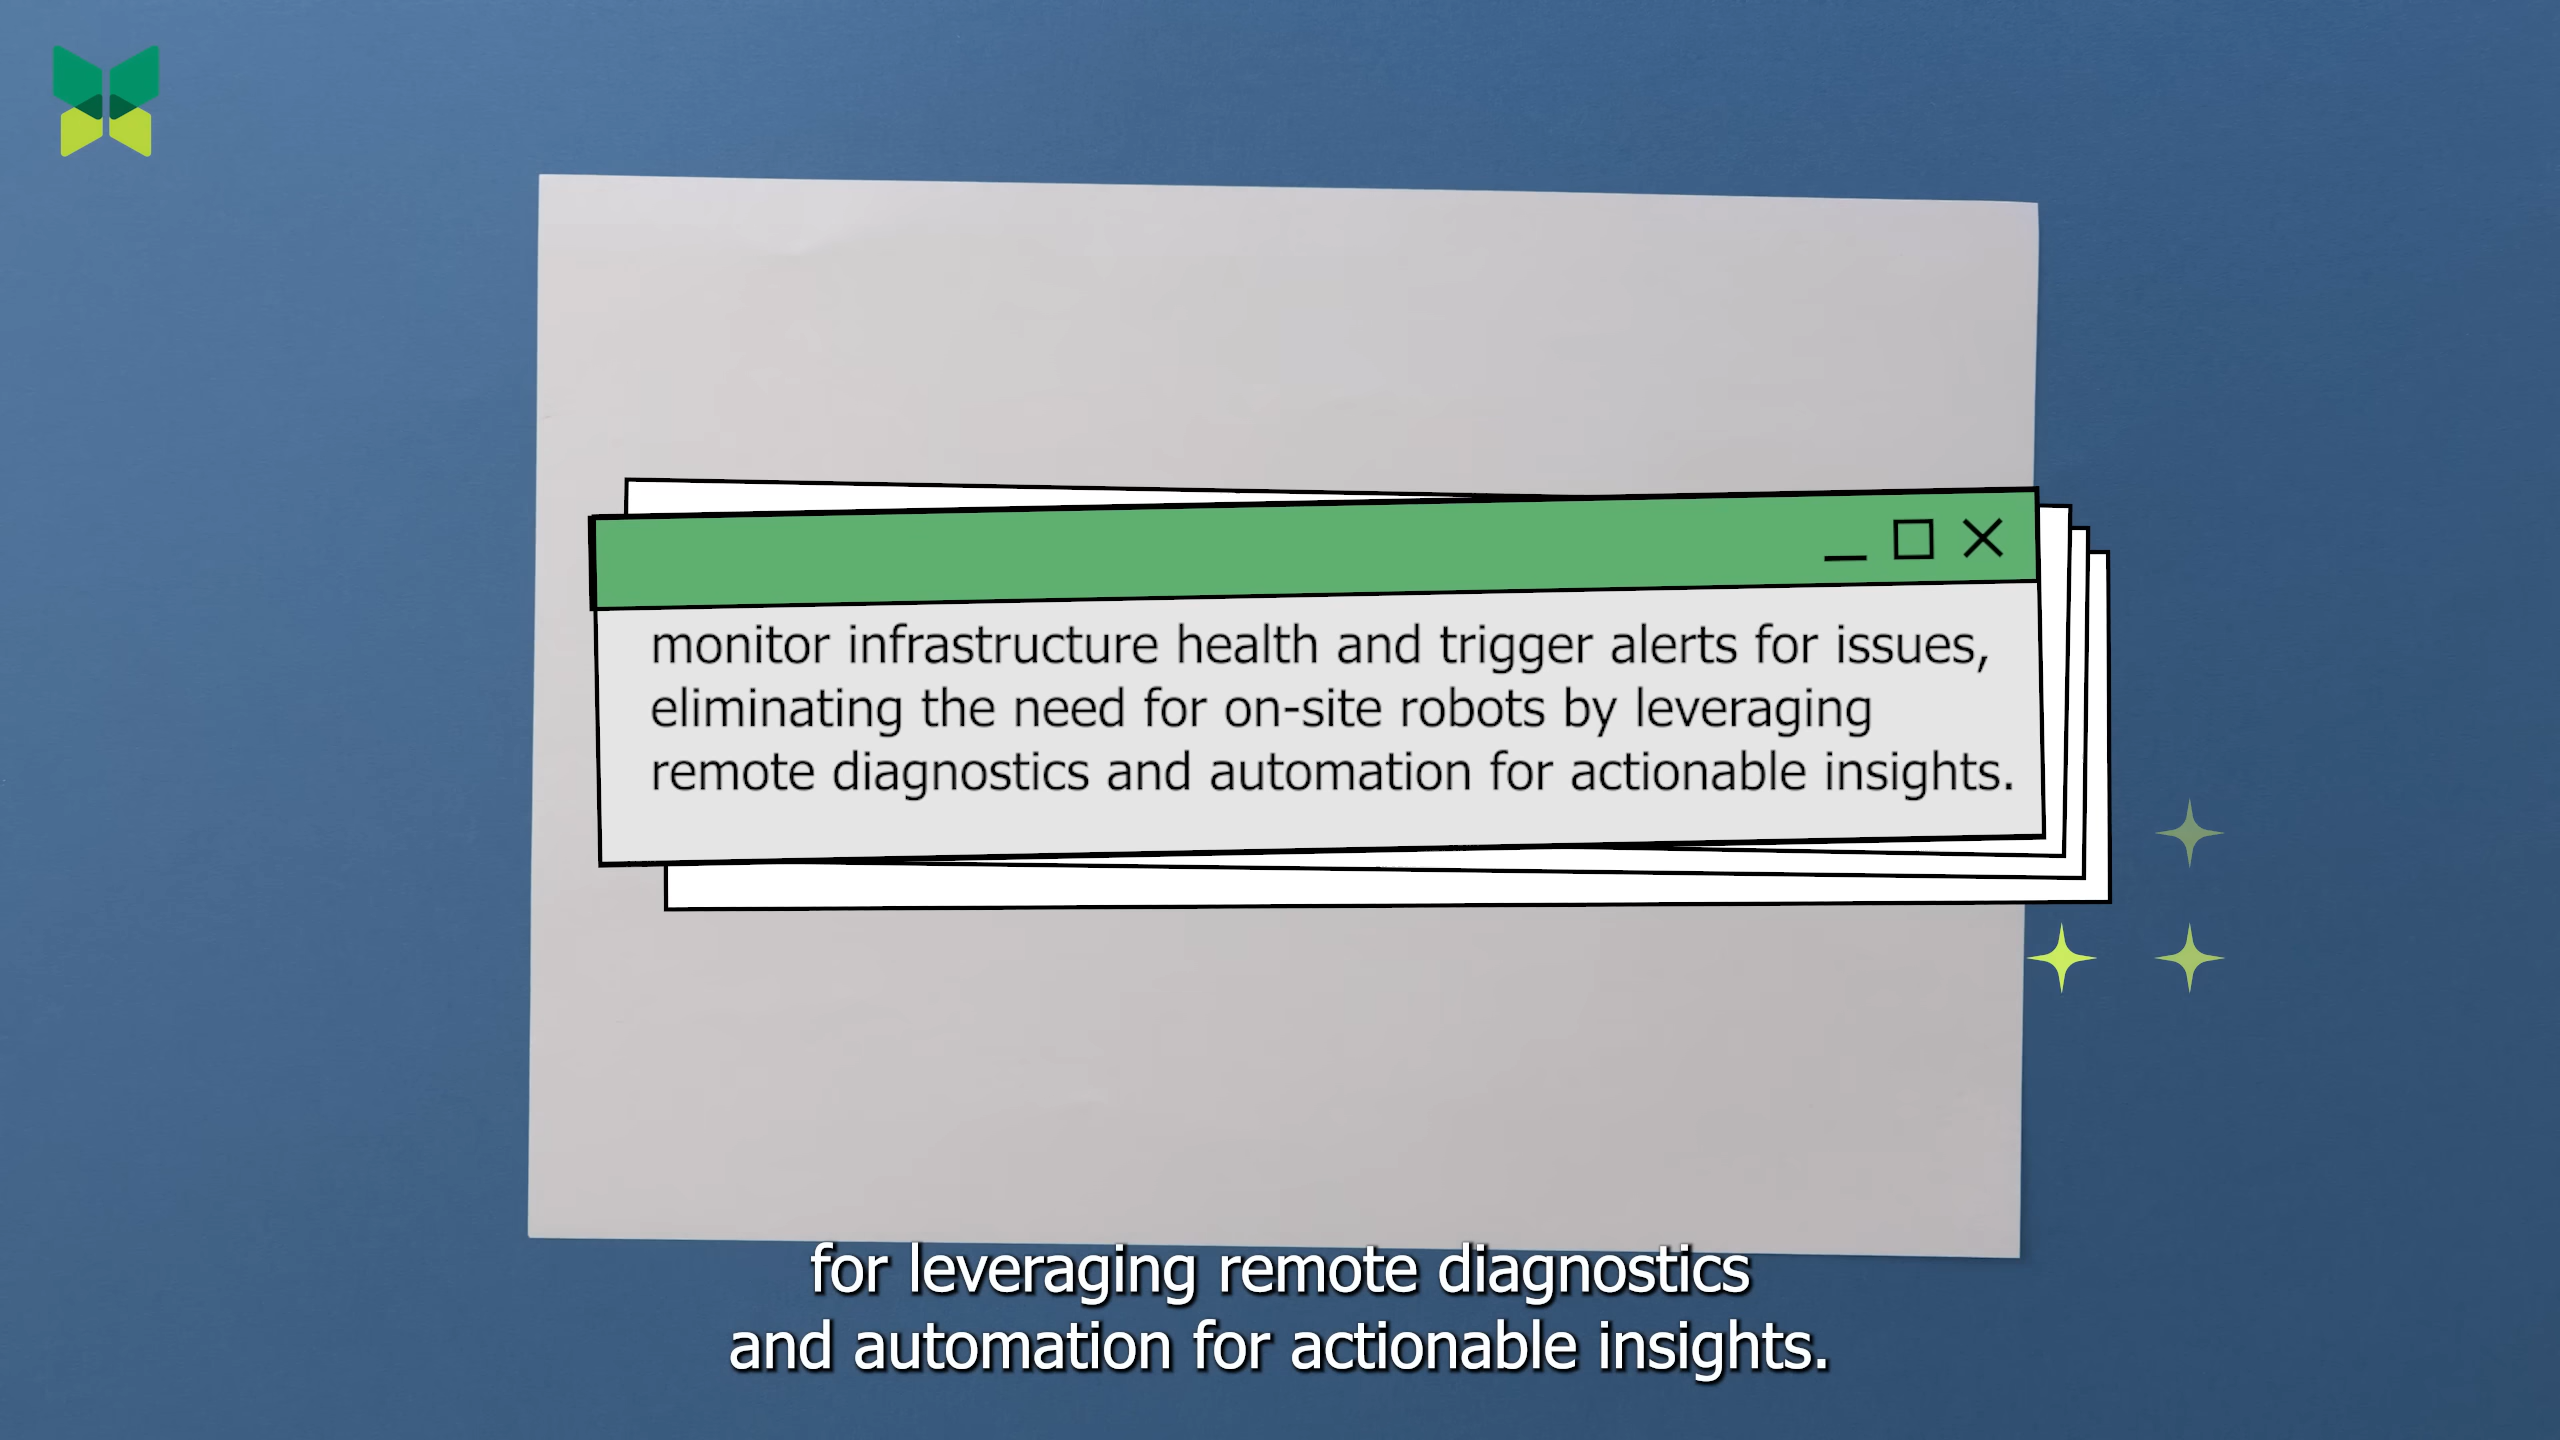 monitor infrastructure health and trigger alerts for issues,
eliminating the need for on-site robots by leveraging
remote diagnostics and automation for actionable insights.
for leveraging remote diagnostics
and automation for actionable insights.